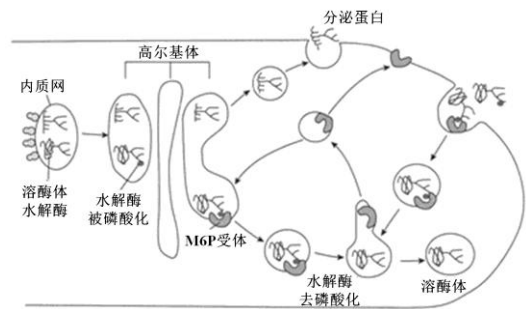 分泌蛋白
高尔基体
内质网
溶酶体
水解酶
水解酶
被磷酸化
M6P受体
水解酶
去磷酸化
溶酶体